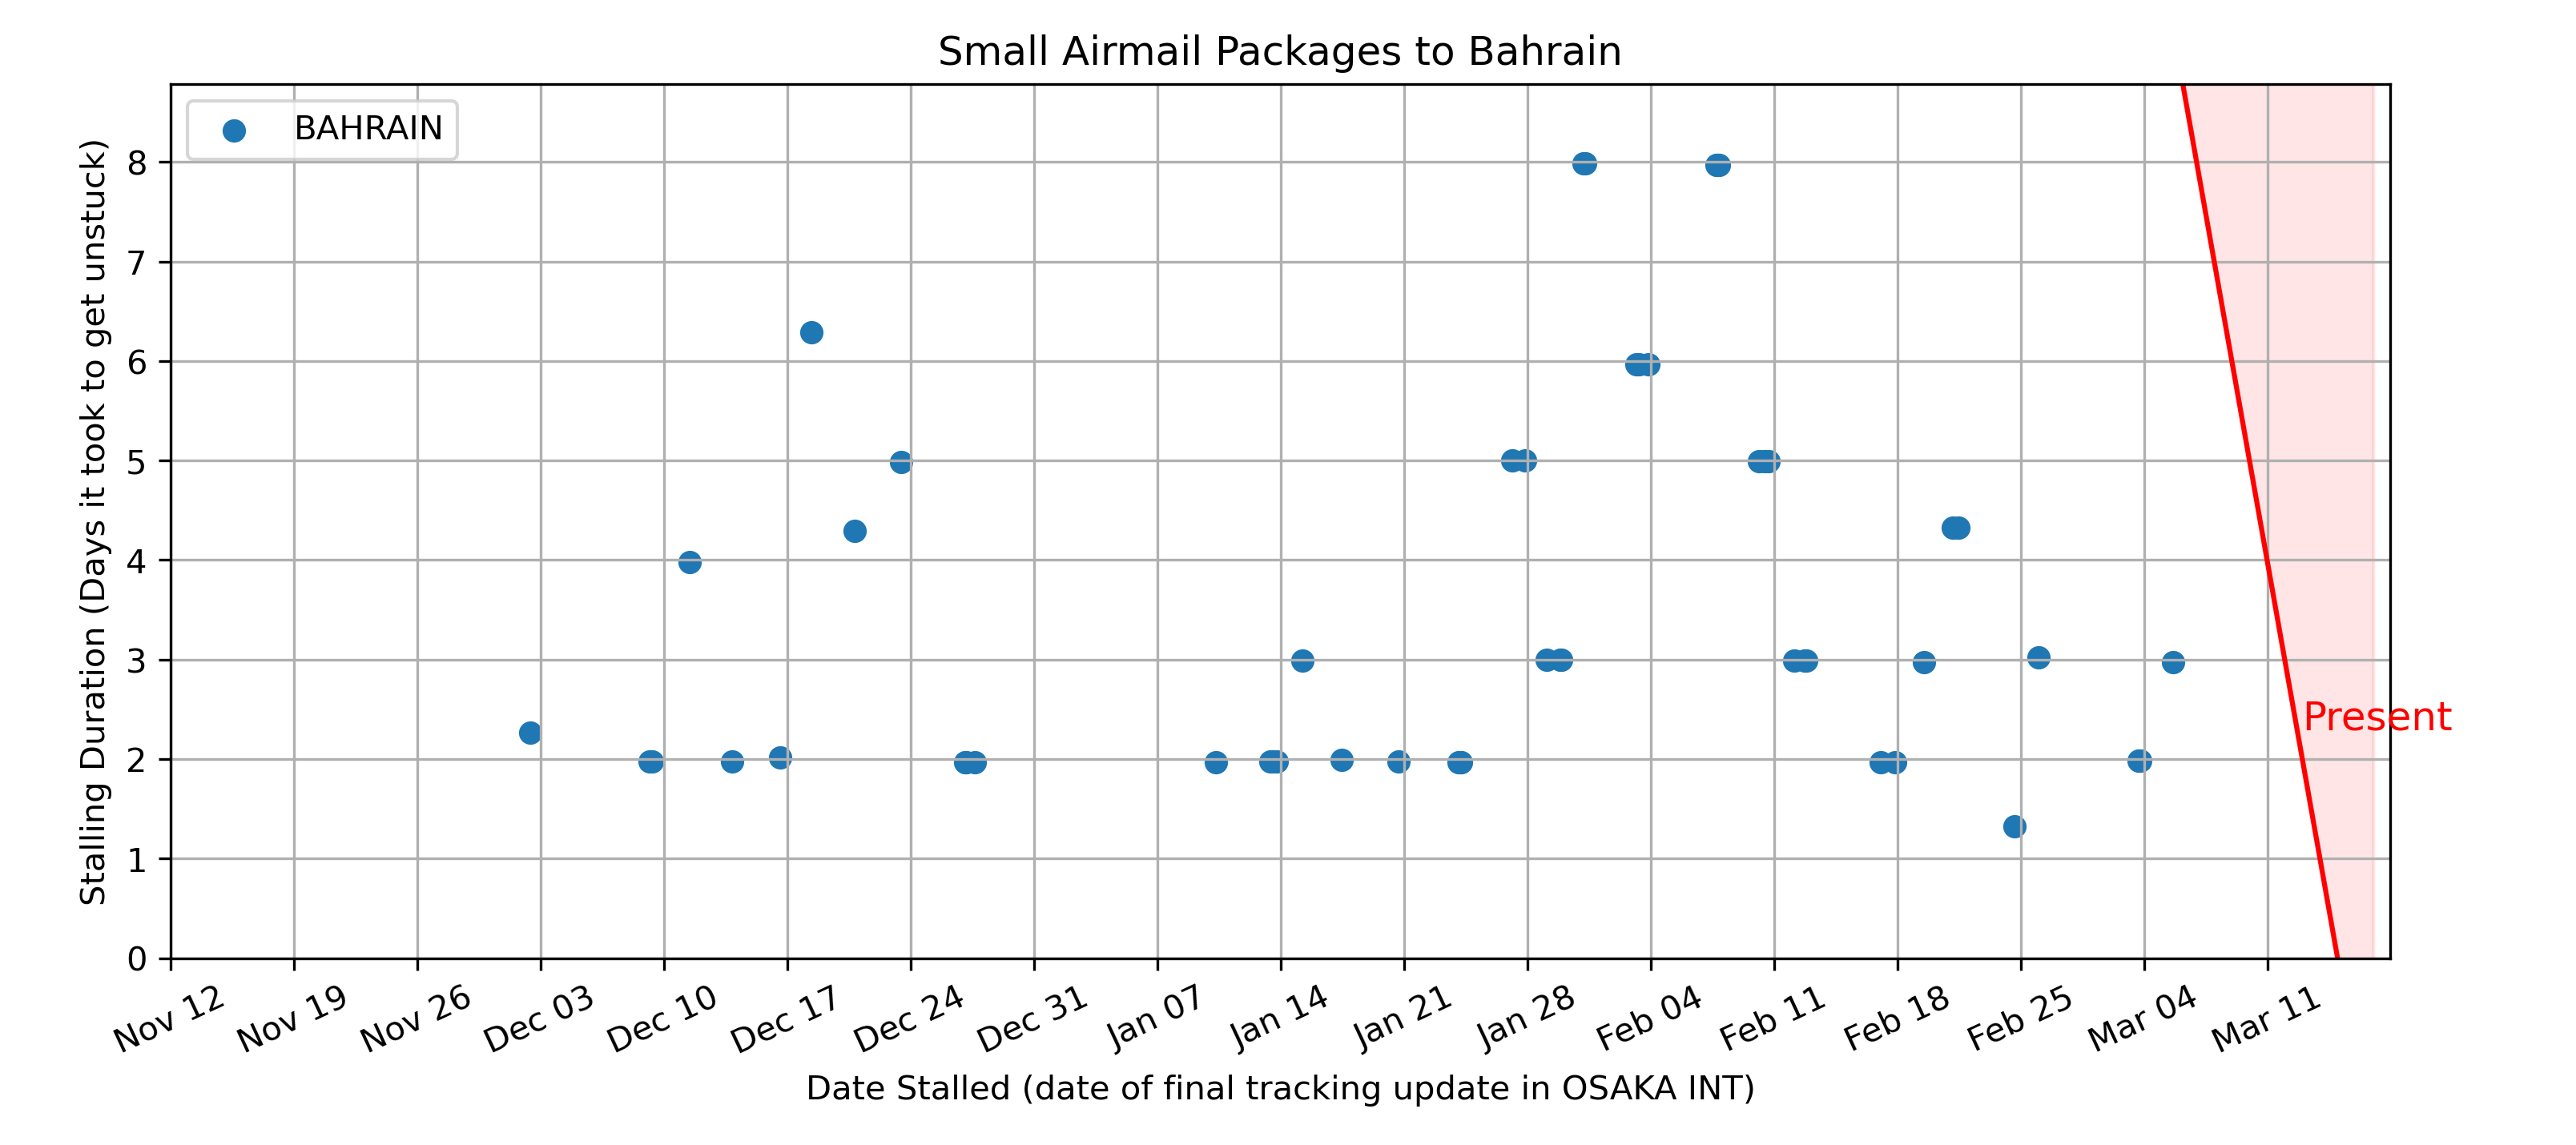 Small Airmail Packages to Bahrain
BAHRAIN
Stalling Duration (Days it took to get unstuck)
8
7
6
5
4
3
2
1
0
Present
Nov 12
Nov 19
Nov 26
Dec 03
Dec 10
Dec 17
Dec 24
Dec 31
Jan 07
Jan 14
Jan 21
Jan 28
Feb 04
Feb 11
Feb 18
Feb 25
Mar 04
Mar 11
Date Stalled (date of final tracking update in OSAKA INT)